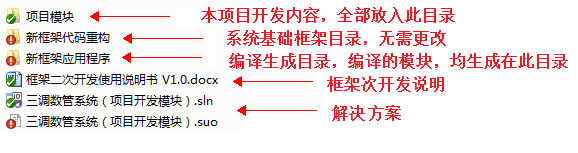 项目模块 本项目开发内容，全部放入此目录
新框架代码重构 系统基础框架目录，无需更改
新框架应用程序 编译生成目录，编译的模块，均生成在此目录
框架二次开发使用说明书 V1.0.docx 框架次开发说明
三调数管系统（项目开发模块）.sln
解决方案
三调数管系统（项目开发模块）.suo